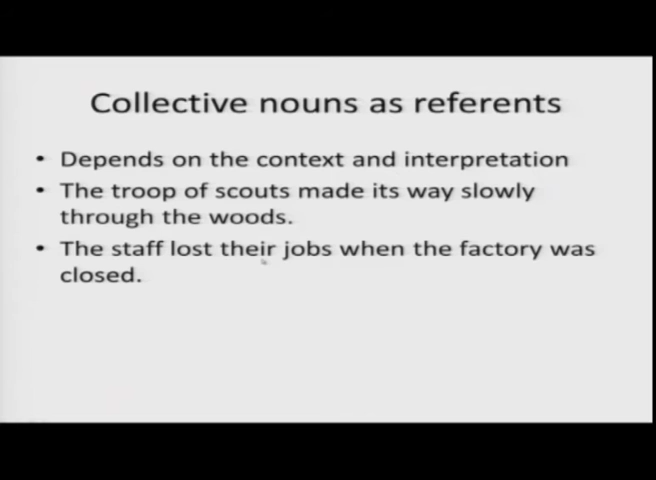 Collective nouns as referents
• Depends on the context and interpretation
• The troop of scouts made its way slowly
through the woods.
• The staff lost their jobs when the factory was
closed.